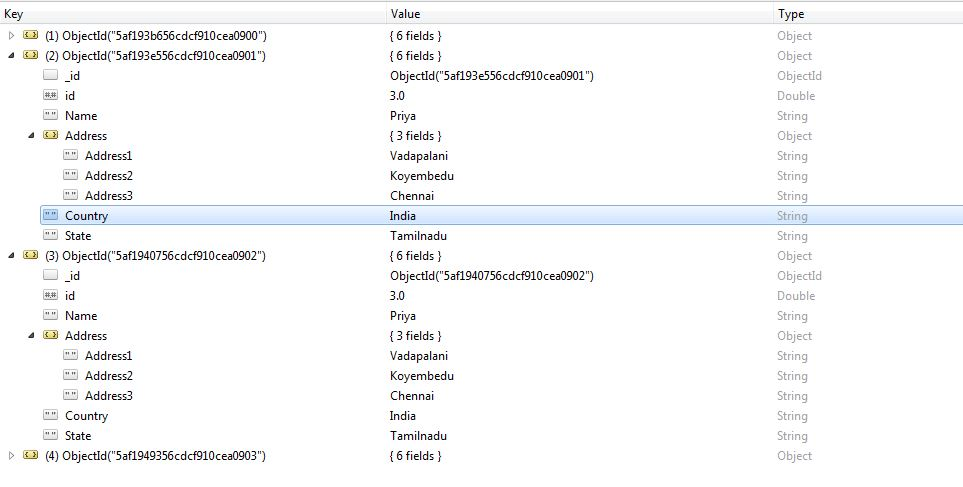 Key Value Type
(1) ObjectId("5af193b656cdcf910cea0900") { 6 fields } Object
(2) ObjectId("5af193e556cdcf910cea0901") { 6 fields } Object
_id ObjectId("5af193e556cdcf910cea0901") ObjectId
id 3.0 Double
Name Priya String
Address { 3 fields } Object
Address1 Vadapalani String
Address2 Koyembedu String
Address3 Chennai String
Country India String
State Tamilnadu String
(3) ObjectId("5af1940756cdcf910cea0902") { 6 fields } Object
_id ObjectId("5af1940756cdcf910cea0902") ObjectId
id 3.0 Double
Name Priya String
Address { 3 fields } Object
Address1 Vadapalani String
Address2 Koyembedu String
Address3 Chennai String
Country India String
State Tamilnadu String
(4) ObjectId("5af1949356cdcf910cea0903") { 6 fields } Object